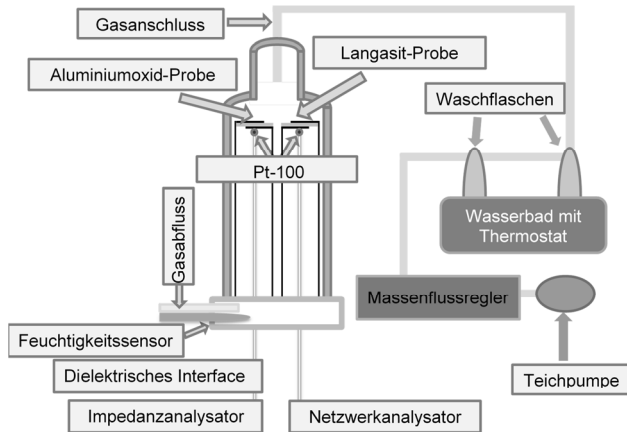 Gasanschluss
Langasit-Probe
Aluminiumoxid-Probe
Waschflaschen
Pt-100
Wasserbad mit
Thermostat
Gasabfluss
Massenflussregler
Feuchtigkeitssensor
Dielektrisches Interface
Teichpumpe
Impedanzanalysator
Netzwerkanalysator